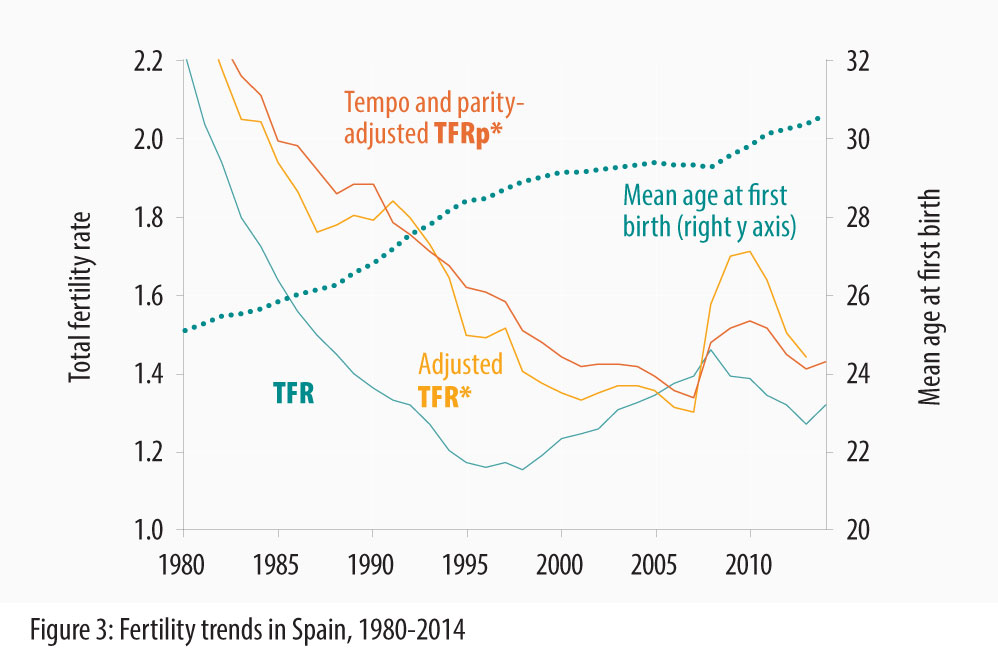 2.2
2.0
1.8
1.6
1.4
1.2
1.0
Total fertility rate
32
30
28
26
24
22
20
Mean age at first birth
Tempo and parity-
adjusted TFRp*
Mean age at first
birth (right y axis)
Adjusted
TFR*
TFR
1980
1985
1990
1995
2000
2005
2010
Figure 3: Fertility trends in Spain, 1980-2014